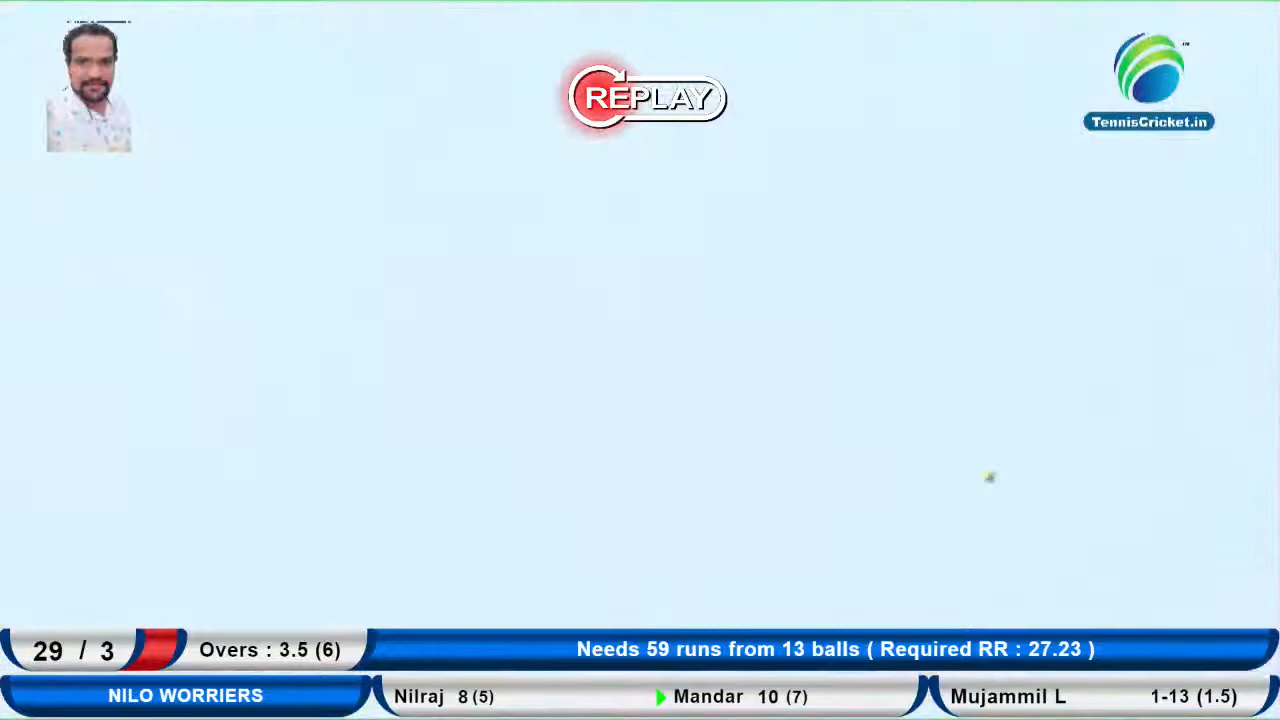 REPLAY
TennisCricket.in
29 / 3
Overs : 3.5 (6)
Needs 59 runs from 13 balls ( Required RR : 27.23 )
NILO WORRIERS
Nilraj 8 (5)
Mandar 10 (7)
Mujammil L 1-13 (1.5)